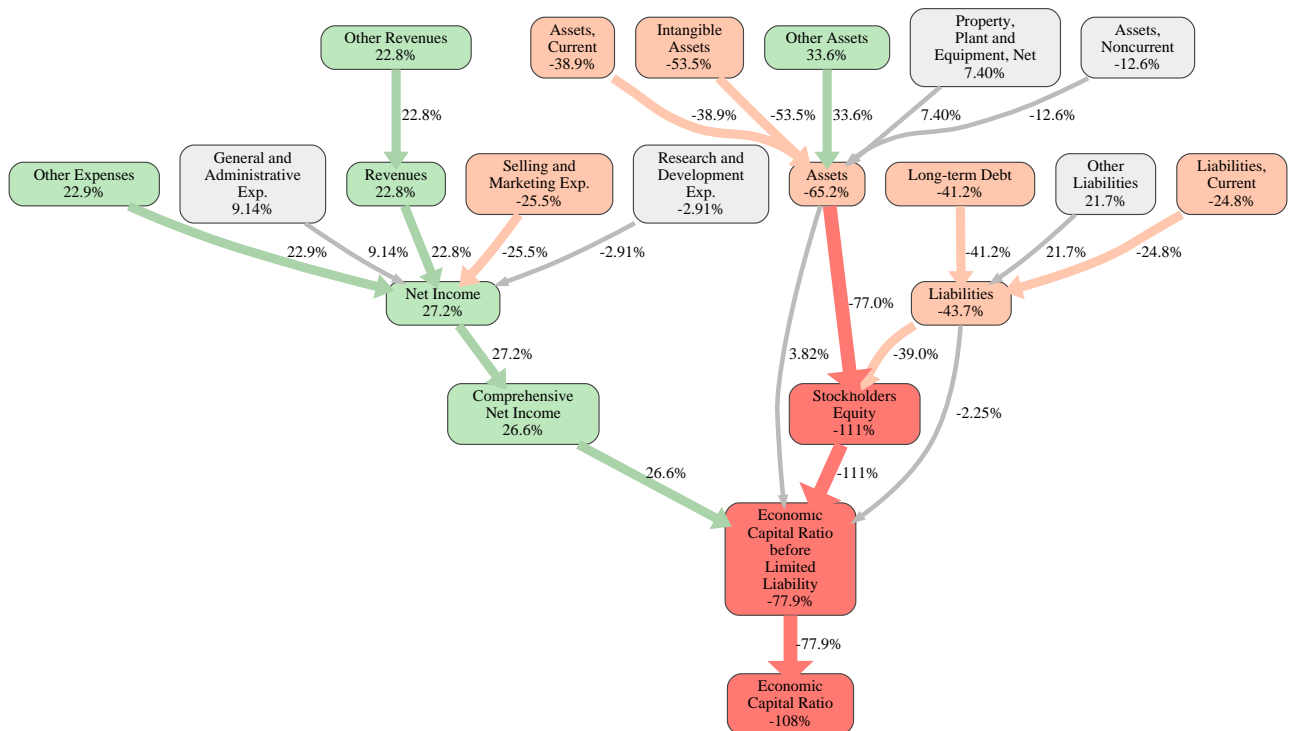 Other Revenues
22.8%
Assets,
Current
-38.9%
Intangible
Assets
-53.5%
Other Assets
33.6%
Property,
Plant and
Equipment, Net
7.40%
Assets,
Noncurrent
-12.6%
22.8%
-38.9%
-53.5%
33.6%
7.40%
-12.6%
Other Expenses
22.9%
General and
Administrative
Exp.
9.14%
Revenues
22.8%
Selling and
Marketing Exp.
-25.5%
Research and
Development
Exp.
-2.91%
Assets
-65.2%
Long-term Debt
-41.2%
Other
Liabilities
21.7%
Liabilities,
Current
-24.8%
22.9%
9.14%
22.8%
-25.5%
-2.91%
-41.2%
21.7%
-24.8%
Net Income
27.2%
-77.0%
Liabilities
-43.7%
27.2%
3.82%
-39.0%
Comprehensive
Net Income
26.6%
Stockholders
Equity
-111%
-2.25%
26.6%
-111%
Economic
Capital Ratio
before
Limited
Liability
-77.9%
-77.9%
Economic
Capital Ratio
-108%